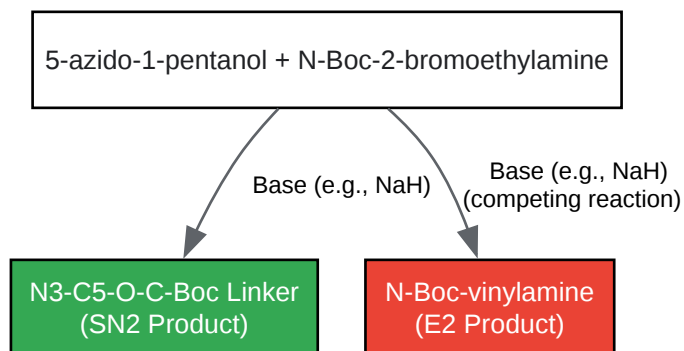 5-azido-1-pentanol + N-Boc-2-bromoethylamine
Base (e.g., NaH)
Base (e.g., NaH)
(competing reaction)
N3-C5-O-C-Boc Linker
(SN2 Product)
N-Boc-vinylamine
(E2 Product)